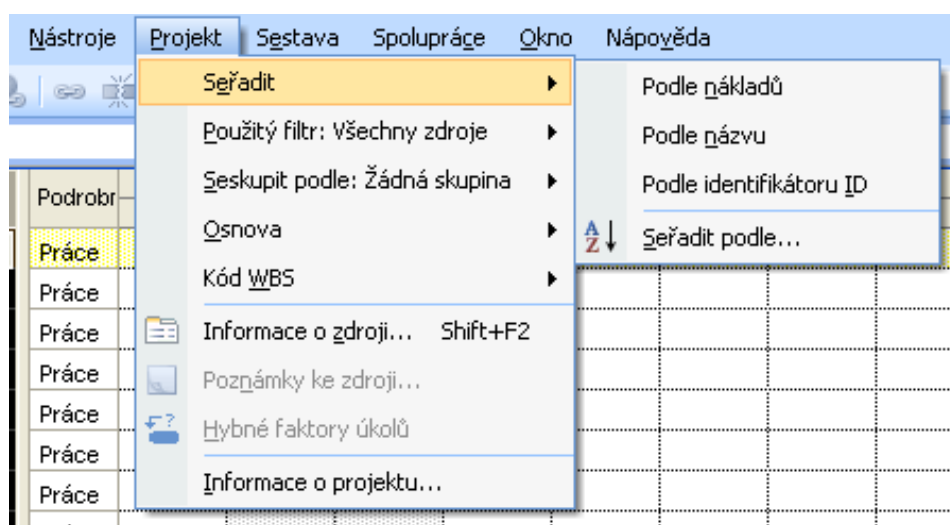 Nástroje Projekt Sestava Spolupráce Okno Nápověda
Seřadit
Použitý filtr: Všechny zdroje
Seskupit podle: Žádná skupina
Osnova
Kód WBS
Informace o zdroji... Shift+F2
Poznámky ke zdroji...
Hybné faktory úkolů
Informace o projektu...
Podle nákladů
Podle názvu
Podle identifikátoru ID
Seřadit podle...
Podrobr
Práce
Práce
Práce
Práce
Práce
Práce
Práce